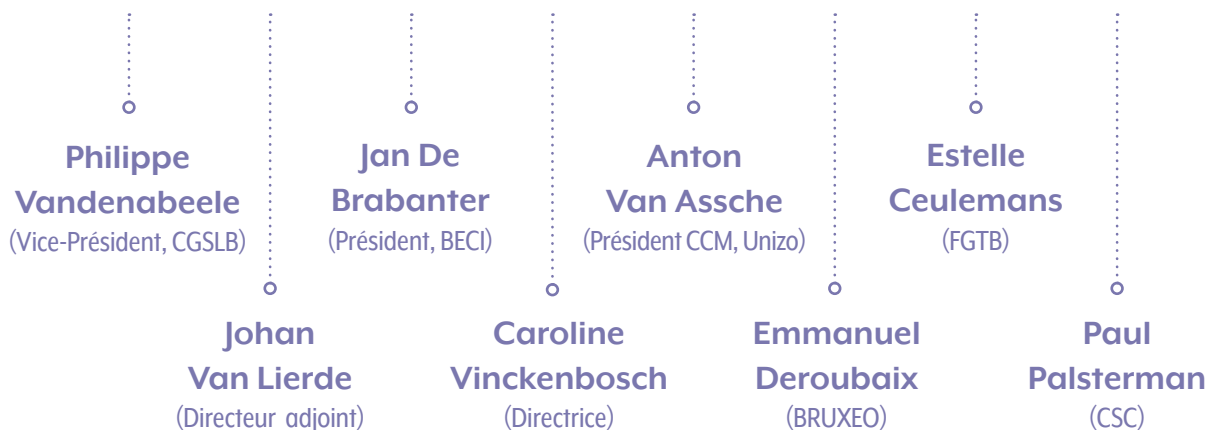 Philippe
Vandenabeele
(Vice-Président, CGSLB)
Johan
Van Lierde
(Directeur adjoint)
Jan De
Brabanter
(Président, BECI)
Caroline
Vinckenbosch
(Directrice)
Anton
Van Assche
(Président CCM, Unizo)
Emmanuel
Deroubaix
(BRUXEO)
Estelle
Ceulemans
(FGTB)
Paul
Palsterman
(CSC)